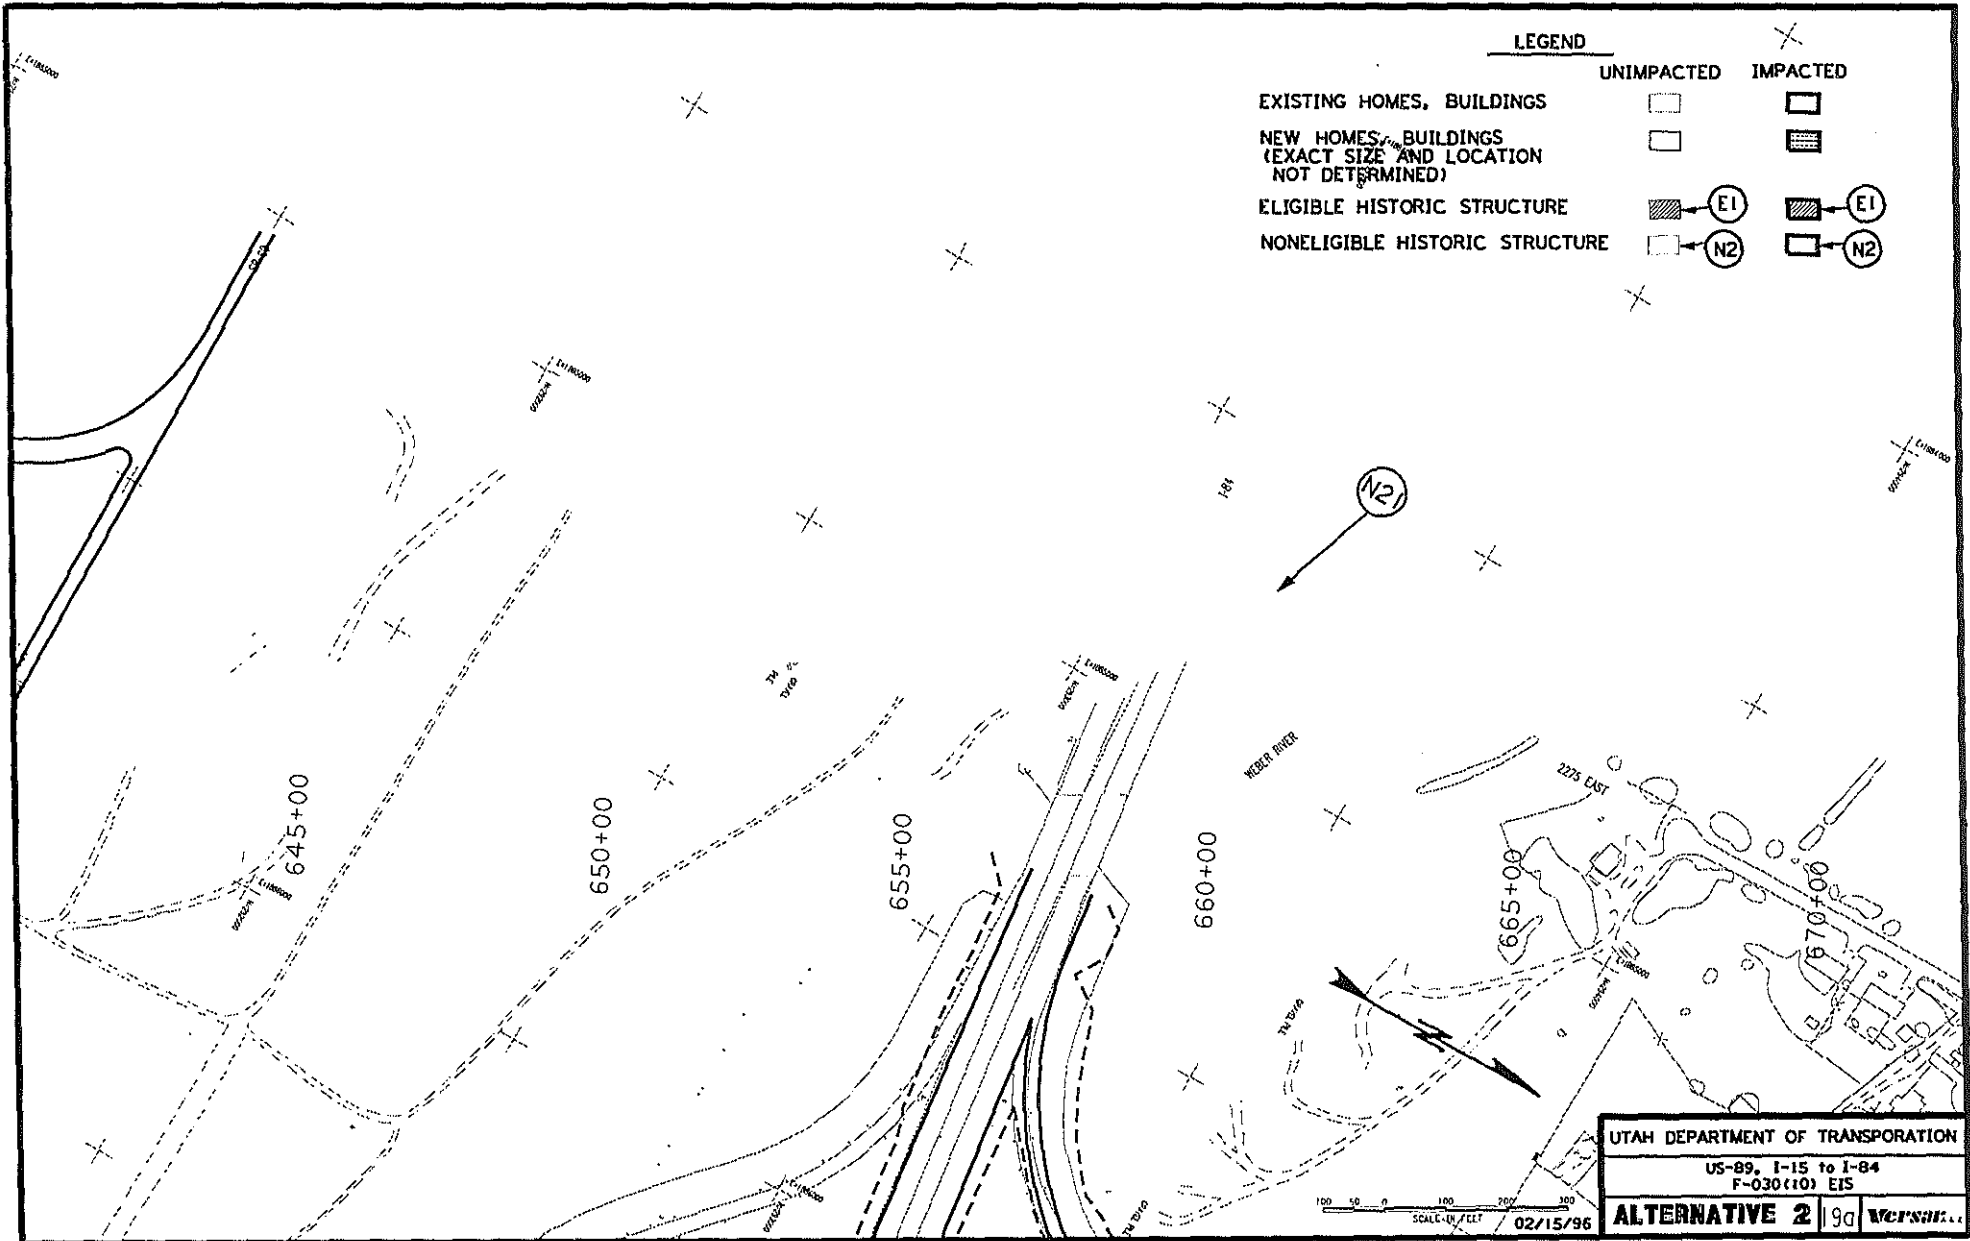 LEGEND
UNIMPACTED IMPACTED
EXISTING HOMES, BUILDINGS
NEW HOMES, BUILDINGS
(EXACT SIZE AND LOCATION
NOT DETERMINED)
ELIGIBLE HISTORIC STRUCTURE E1 E1
NONELIGIBLE HISTORIC STRUCTURE N2 N2
I-84
N21
WEBER RIVER
2275 EAST
645+00
650+00
655+00
660+00
665+00
670+00
N
100 50 0 100 200 300
SCALE IN FEET
02/15/96
UTAH DEPARTMENT OF TRANSPORATION
US-89, I-15 to I-84
F-030(10) EIS
ALTERNATIVE 2 19a